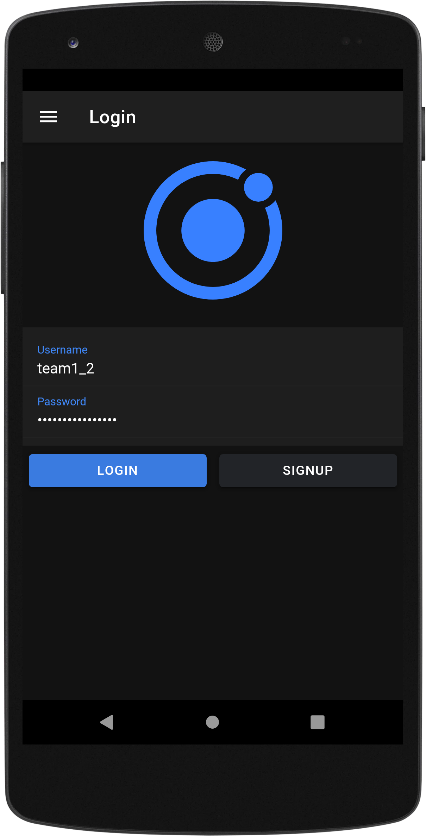 Login
Username
team1_2
Password
••••••••••••••••
LOGIN
SIGNUP